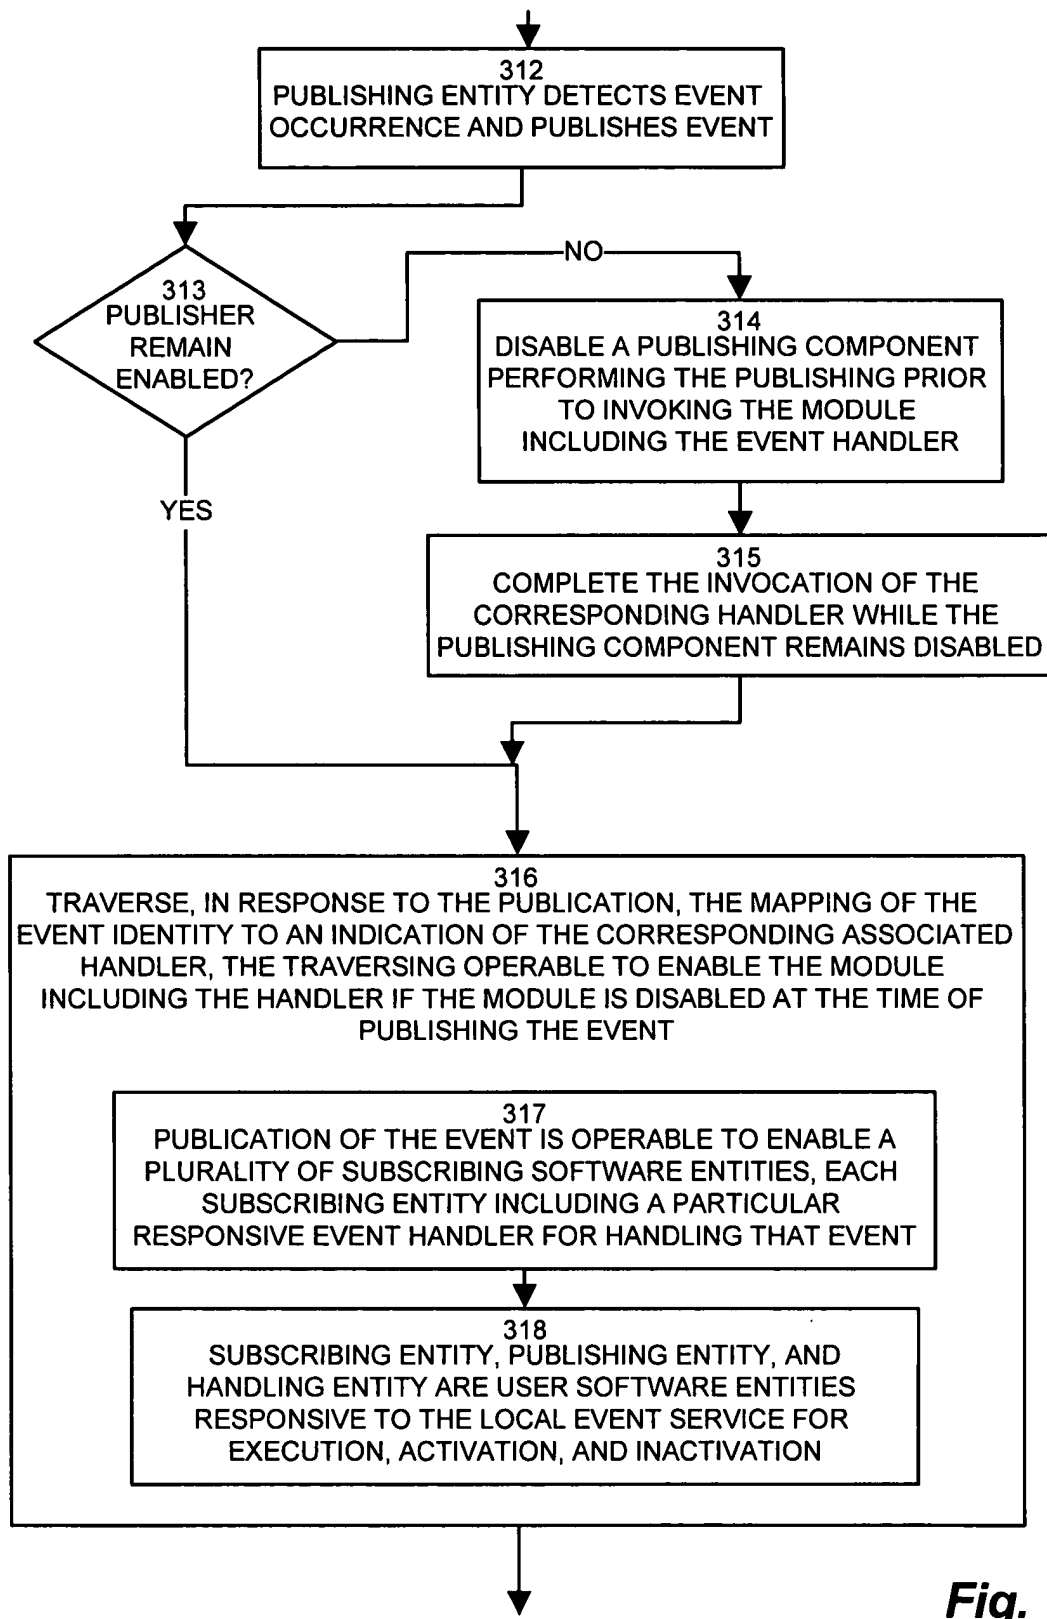 312
PUBLISHING ENTITY DETECTS EVENT
OCCURRENCE AND PUBLISHES EVENT
313
PUBLISHER
REMAIN
ENABLED?
NO
314
DISABLE A PUBLISHING COMPONENT
PERFORMING THE PUBLISHING PRIOR
TO INVOKING THE MODULE
INCLUDING THE EVENT HANDLER
YES
315
COMPLETE THE INVOCATION OF THE
CORRESPONDING HANDLER WHILE THE
PUBLISHING COMPONENT REMAINS DISABLED
316
TRAVERSE, IN RESPONSE TO THE PUBLICATION, THE MAPPING OF THE
EVENT IDENTITY TO AN INDICATION OF THE CORRESPONDING ASSOCIATED
HANDLER, THE TRAVERSING OPERABLE TO ENABLE THE MODULE
INCLUDING THE HANDLER IF THE MODULE IS DISABLED AT THE TIME OF
PUBLISHING THE EVENT
317
PUBLICATION OF THE EVENT IS OPERABLE TO ENABLE A
PLURALITY OF SUBSCRIBING SOFTWARE ENTITIES, EACH
SUBSCRIBING ENTITY INCLUDING A PARTICULAR
RESPONSIVE EVENT HANDLER FOR HANDLING THAT EVENT
318
SUBSCRIBING ENTITY, PUBLISHING ENTITY, AND
HANDLING ENTITY ARE USER SOFTWARE ENTITIES
RESPONSIVE TO THE LOCAL EVENT SERVICE FOR
EXECUTION, ACTIVATION, AND INACTIVATION
Fig.